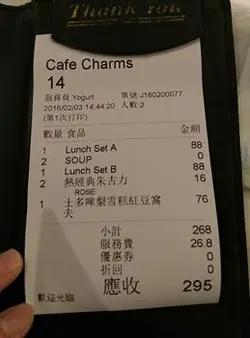 Thank You
Cafe Charms
14
服務員 Yogurt 單號 J160200077
2016/02/03 14:44:20 人數 2
(第1次打印)
數量 食品 金額
1 Lunch Set A 88
2 SOUP 0
1 Lunch Set B 88
2 熱經典朱古力 16
ROSE
1 士多啤梨雪糕紅豆窩夫 76
小計 268
服務費 26.8
優惠券 0
折回 0
應收 295
歡迎光臨